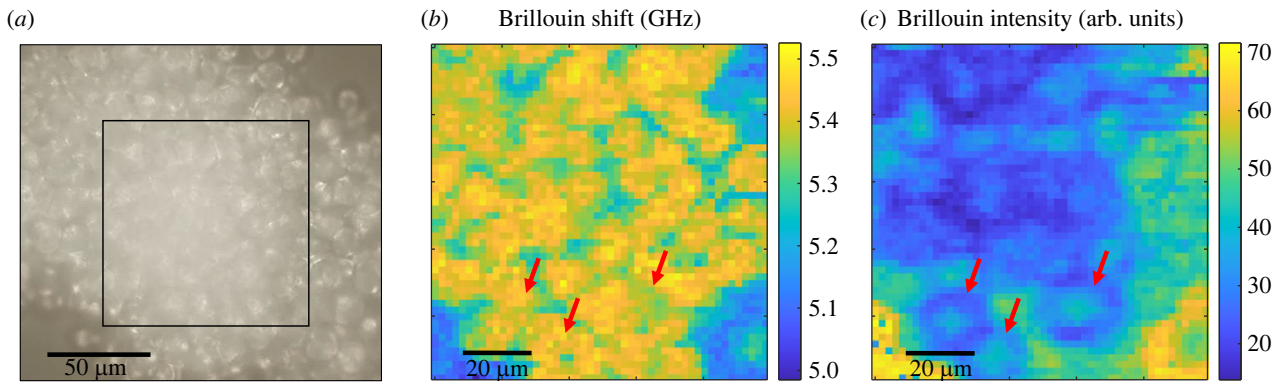 (a)
50 µm
(b) Brillouin shift (GHz)
5.5
5.4
5.3
5.2
5.1
5.0
20 µm
(c) Brillouin intensity (arb. units)
70
60
50
40
30
20
20 µm